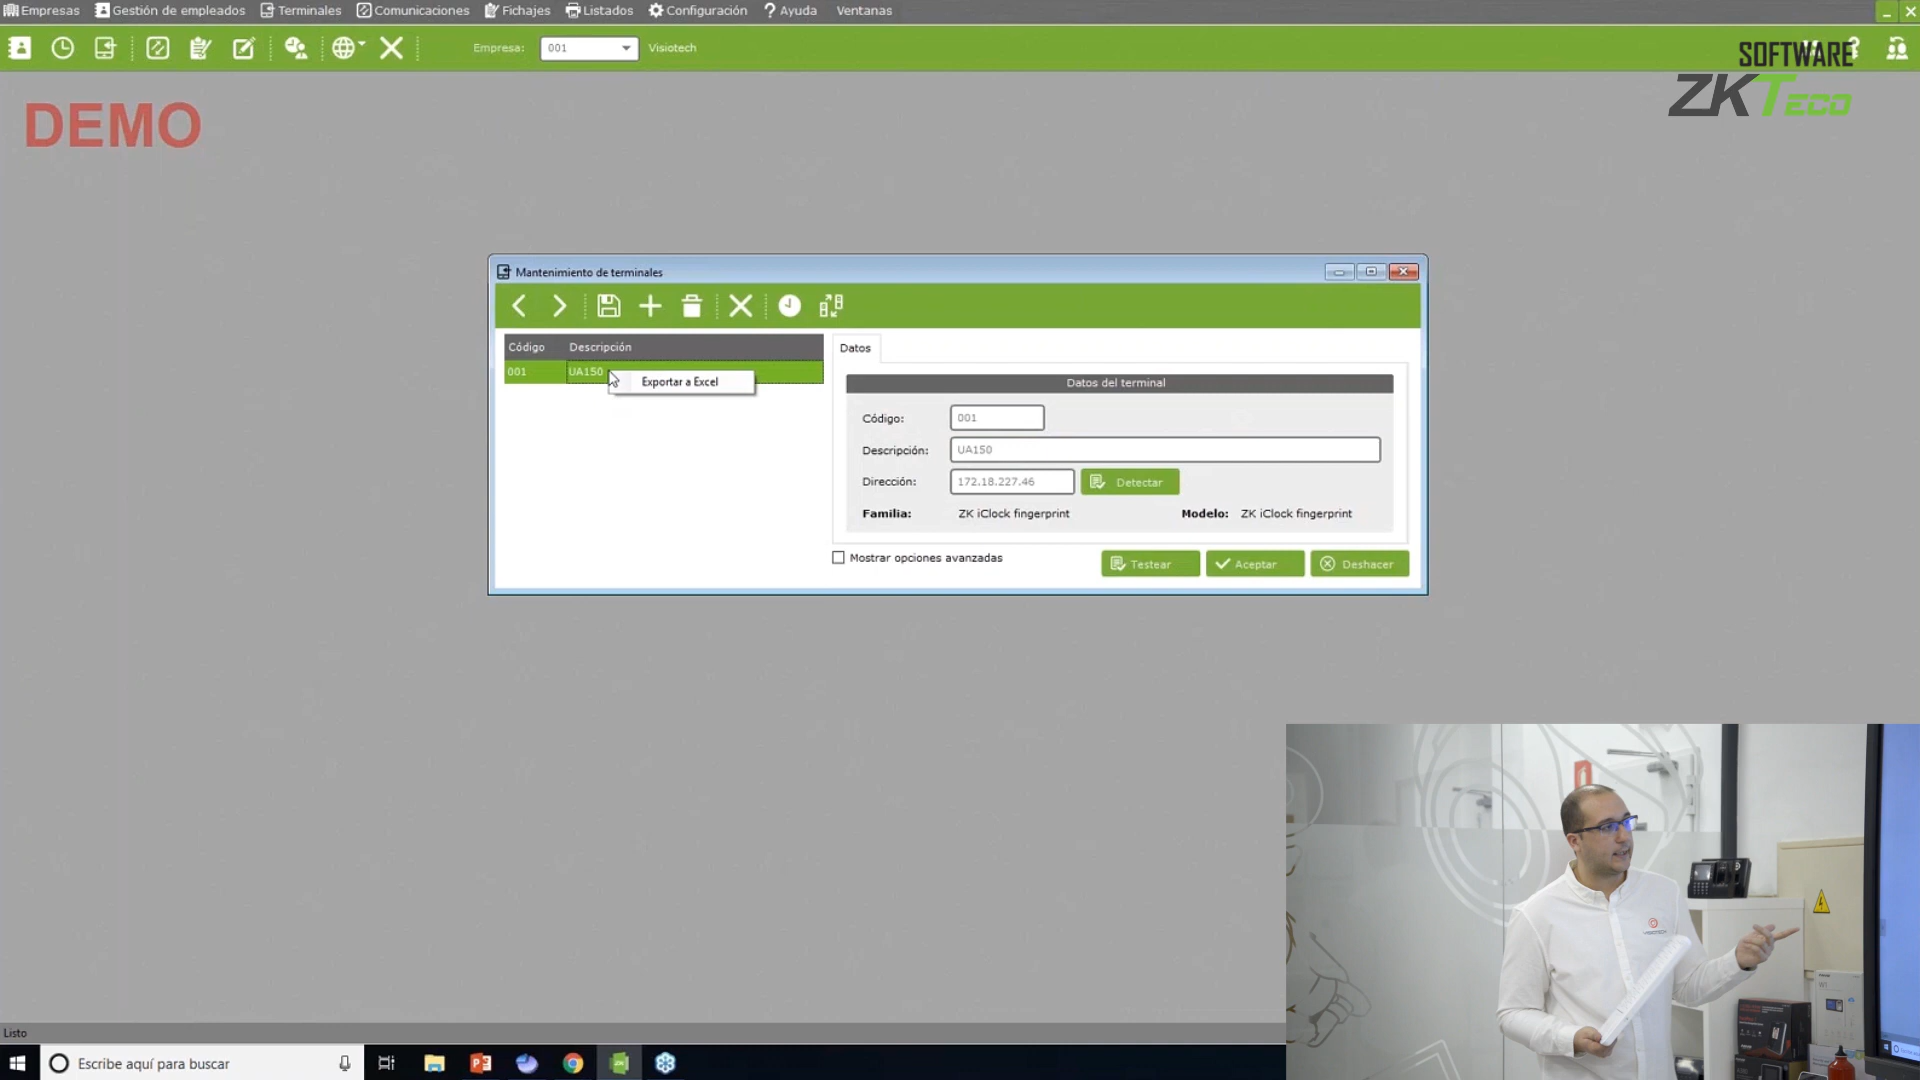 Empresas Gestión de empleados Terminales Comunicaciones Fichajes Listados Configuración ? Ayuda Ventanas
Empresa: 001 Visiotech
SOFTWARE
ZKTeco
DEMO
Mantenimiento de terminales
Código Descripción
001 UA150
Exportar a Excel
Datos
Datos del terminal
Código: 001
Descripción: UA150
Dirección: 172.18.227.46 Detectar
Familia: ZK iClock fingerprint Modelo: ZK iClock fingerprint
Mostrar opciones avanzadas
Testear Aceptar Deshacer
Listo
Escribe aquí para buscar